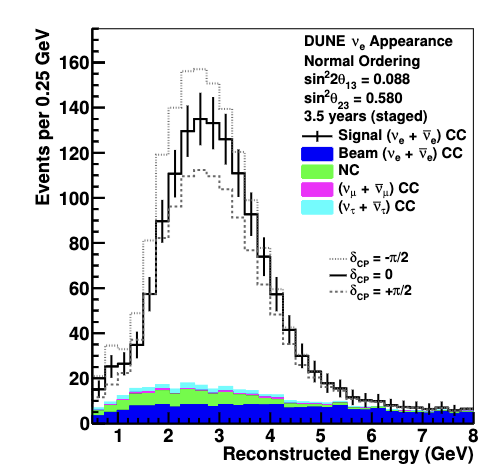 DUNE νe Appearance
Normal Ordering
sin²2θ13 = 0.088
sin²θ23 = 0.580
3.5 years (staged)
Signal (νe + ν̅e) CC
Beam (νe + ν̅e) CC
NC
(νμ + ν̅μ) CC
(ντ + ν̅τ) CC
δCP = -π/2
δCP = 0
δCP = +π/2
Events per 0.25 GeV
160
140
120
100
80
60
40
20
0
1 2 3 4 5 6 7 8
Reconstructed Energy (GeV)